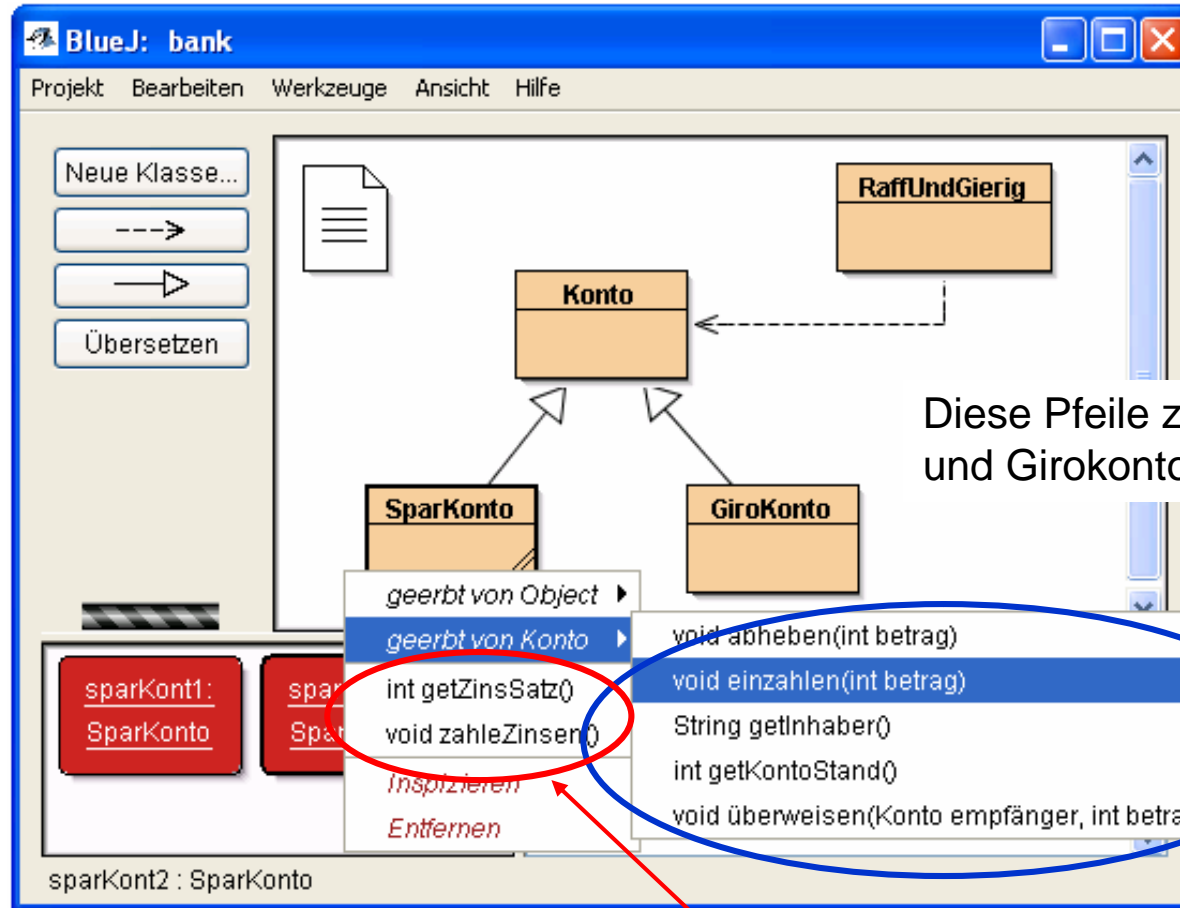 BlueJ: bank
Projekt Bearbeiten Werkzeuge Ansicht Hilfe
Neue Klasse...
Übersetzen
RaffUndGierig
Konto
Diese Pfeile z
und Girokonto
SparKonto
GiroKonto
geerbt von Object
geerbt von Konto
int getZinsSatz()
void zahleZinsen()
Inspizieren
Entfernen
void abheben(int betrag)
void einzahlen(int betrag)
String getInhaber()
int getKontoStand()
void überweisen(Konto empfänger, int betra
sparKont1:
SparKonto
spar
Spar
sparKont2 : SparKonto